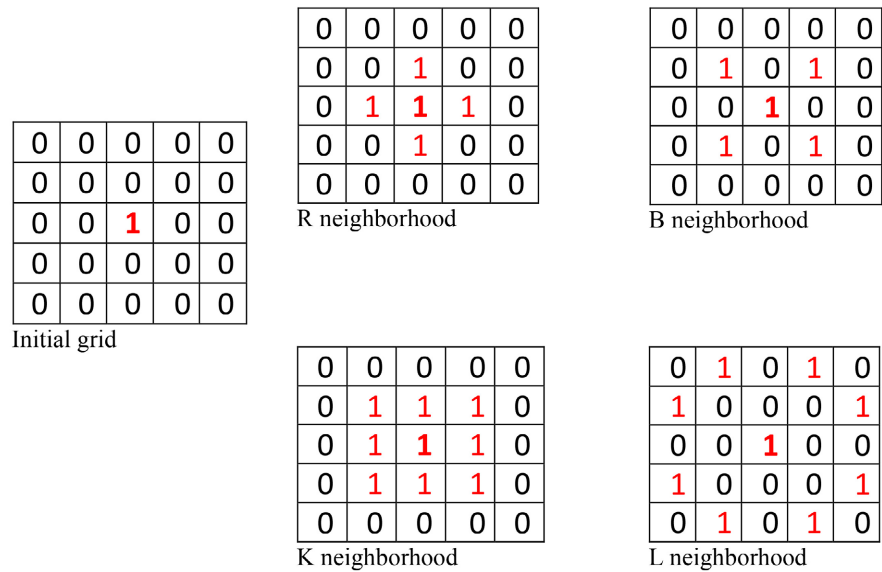 0 0 0 0 0
0 0 0 0 0
0 0 1 0 0
0 0 0 0 0
0 0 0 0 0
Initial grid
0 0 0 0 0
0 0 1 0 0
0 1 1 1 0
0 0 1 0 0
0 0 0 0 0
R neighborhood
0 0 0 0 0
0 1 0 1 0
0 0 1 0 0
0 1 0 1 0
0 0 0 0 0
B neighborhood
0 0 0 0 0
0 1 1 1 0
0 1 1 1 0
0 1 1 1 0
0 0 0 0 0
K neighborhood
0 1 0 1 0
1 0 0 0 1
0 0 1 0 0
1 0 0 0 1
0 1 0 1 0
L neighborhood